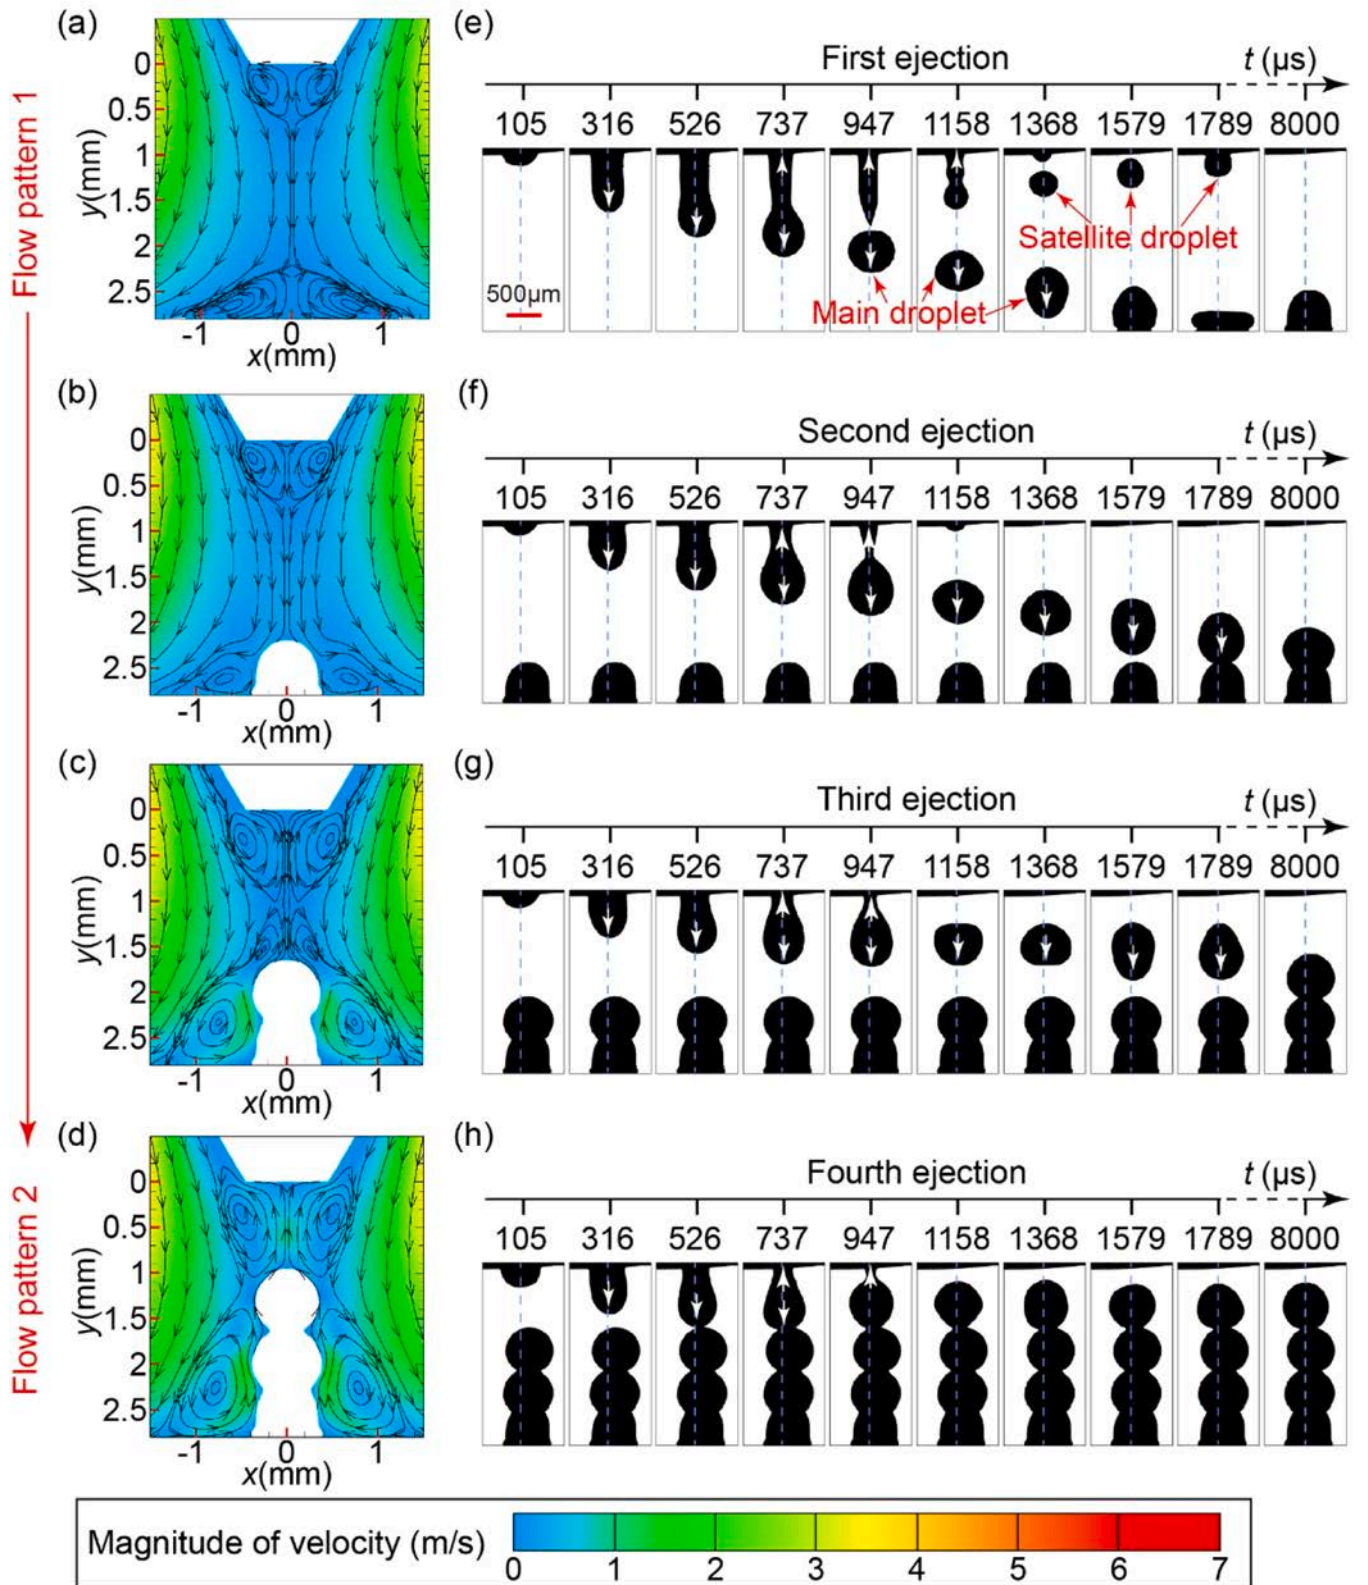 Flow pattern 1
Flow pattern 2
(a)
0
0.5
1
1.5
2
2.5
y(mm)
-1 0 1
x(mm)
(e)
First ejection t (μs)
105 316 526 737 947 1158 1368 1579 1789 8000
500μm
Satellite droplet
Main droplet
(b)
0
0.5
1
1.5
2
2.5
y(mm)
-1 0 1
x(mm)
(f)
Second ejection t (μs)
105 316 526 737 947 1158 1368 1579 1789 8000
(c)
0
0.5
1
1.5
2
2.5
y(mm)
-1 0 1
x(mm)
(g)
Third ejection t (μs)
105 316 526 737 947 1158 1368 1579 1789 8000
(d)
0
0.5
1
1.5
2
2.5
y(mm)
-1 0 1
x(mm)
(h)
Fourth ejection t (μs)
105 316 526 737 947 1158 1368 1579 1789 8000
Magnitude of velocity (m/s)
0 1 2 3 4 5 6 7